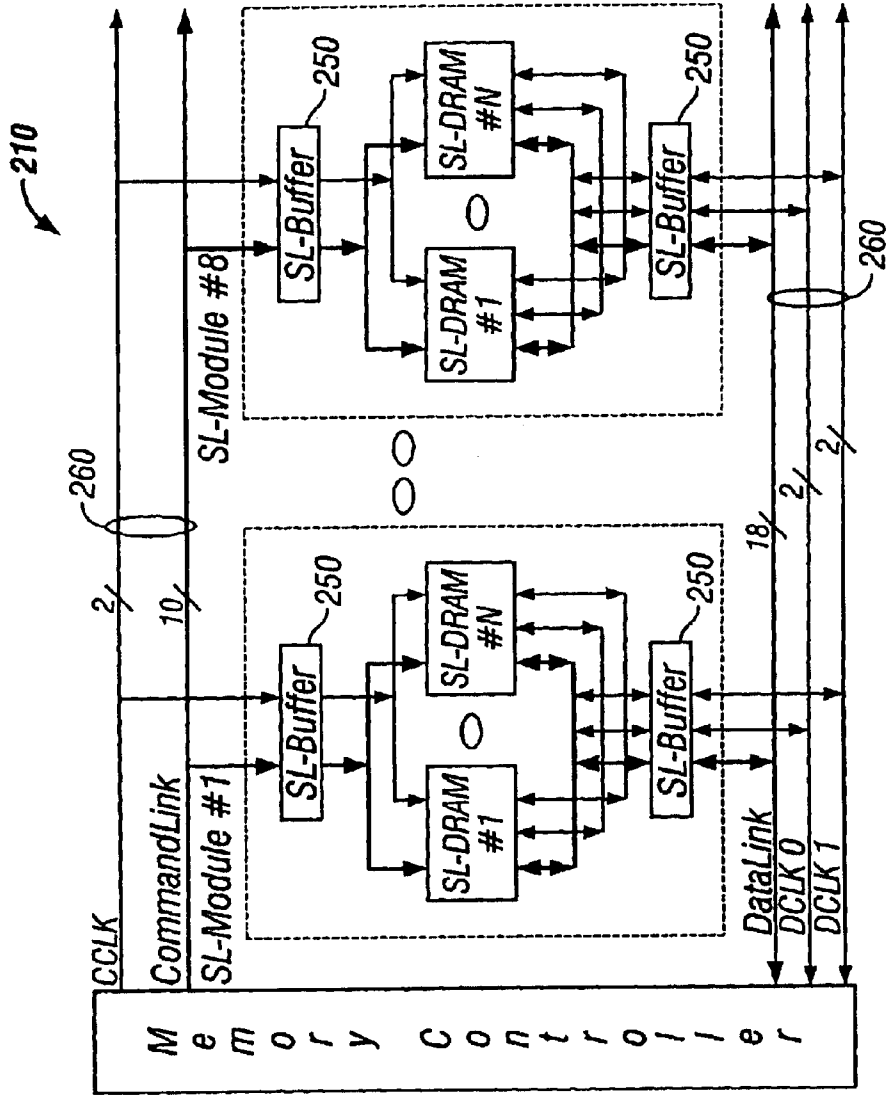 210
CCLK
2
260
CommandLink
10
SL-Module #1
SL-Module #8
SL-Buffer
250
SL-Buffer
250
SL-DRAM
#1
SL-DRAM
#N
SL-DRAM
#1
SL-DRAM
#N
SL-Buffer
250
SL-Buffer
250
DataLink
18
DCLK 0
2
DCLK 1
2
260
Memory Controller